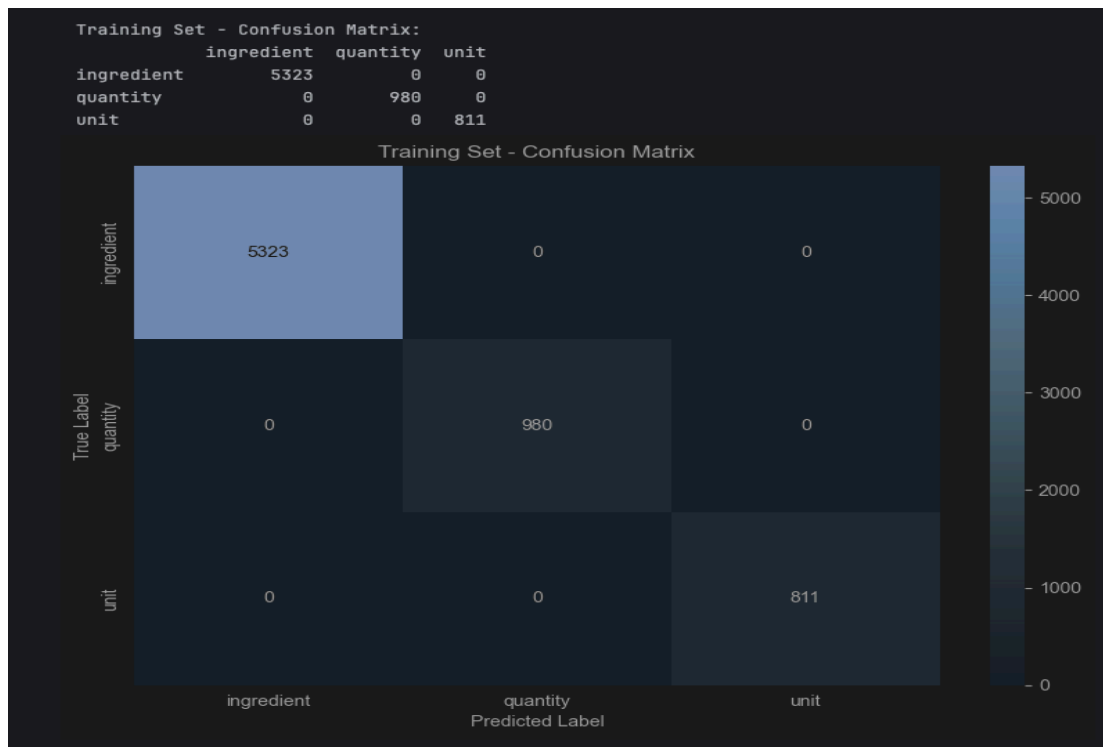 Training Set - Confusion Matrix:
ingredient quantity unit
ingredient 5323 0 0
quantity 0 980 0
unit 0 0 811
Training Set - Confusion Matrix
ingredient 5323 0 0
quantity 0 980 0
unit 0 0 811
True Label
ingredient quantity unit
Predicted Label
5000
4000
3000
2000
1000
0